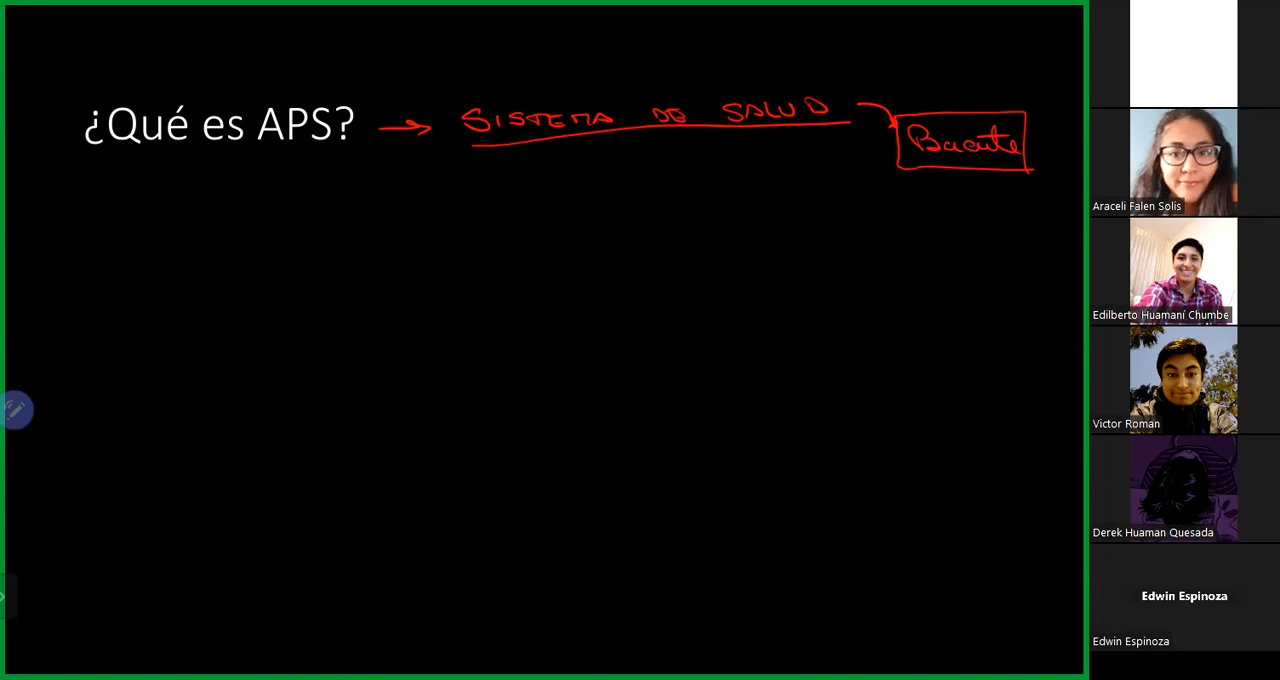 ¿Qué es APS? → SISTEMA DE SALUD
Araceli Falen Solis
Edilberto Huamaní Chumbe
Victor Roman
Derek Huaman Quesada
Edwin Espinoza
Edwin Espinoza